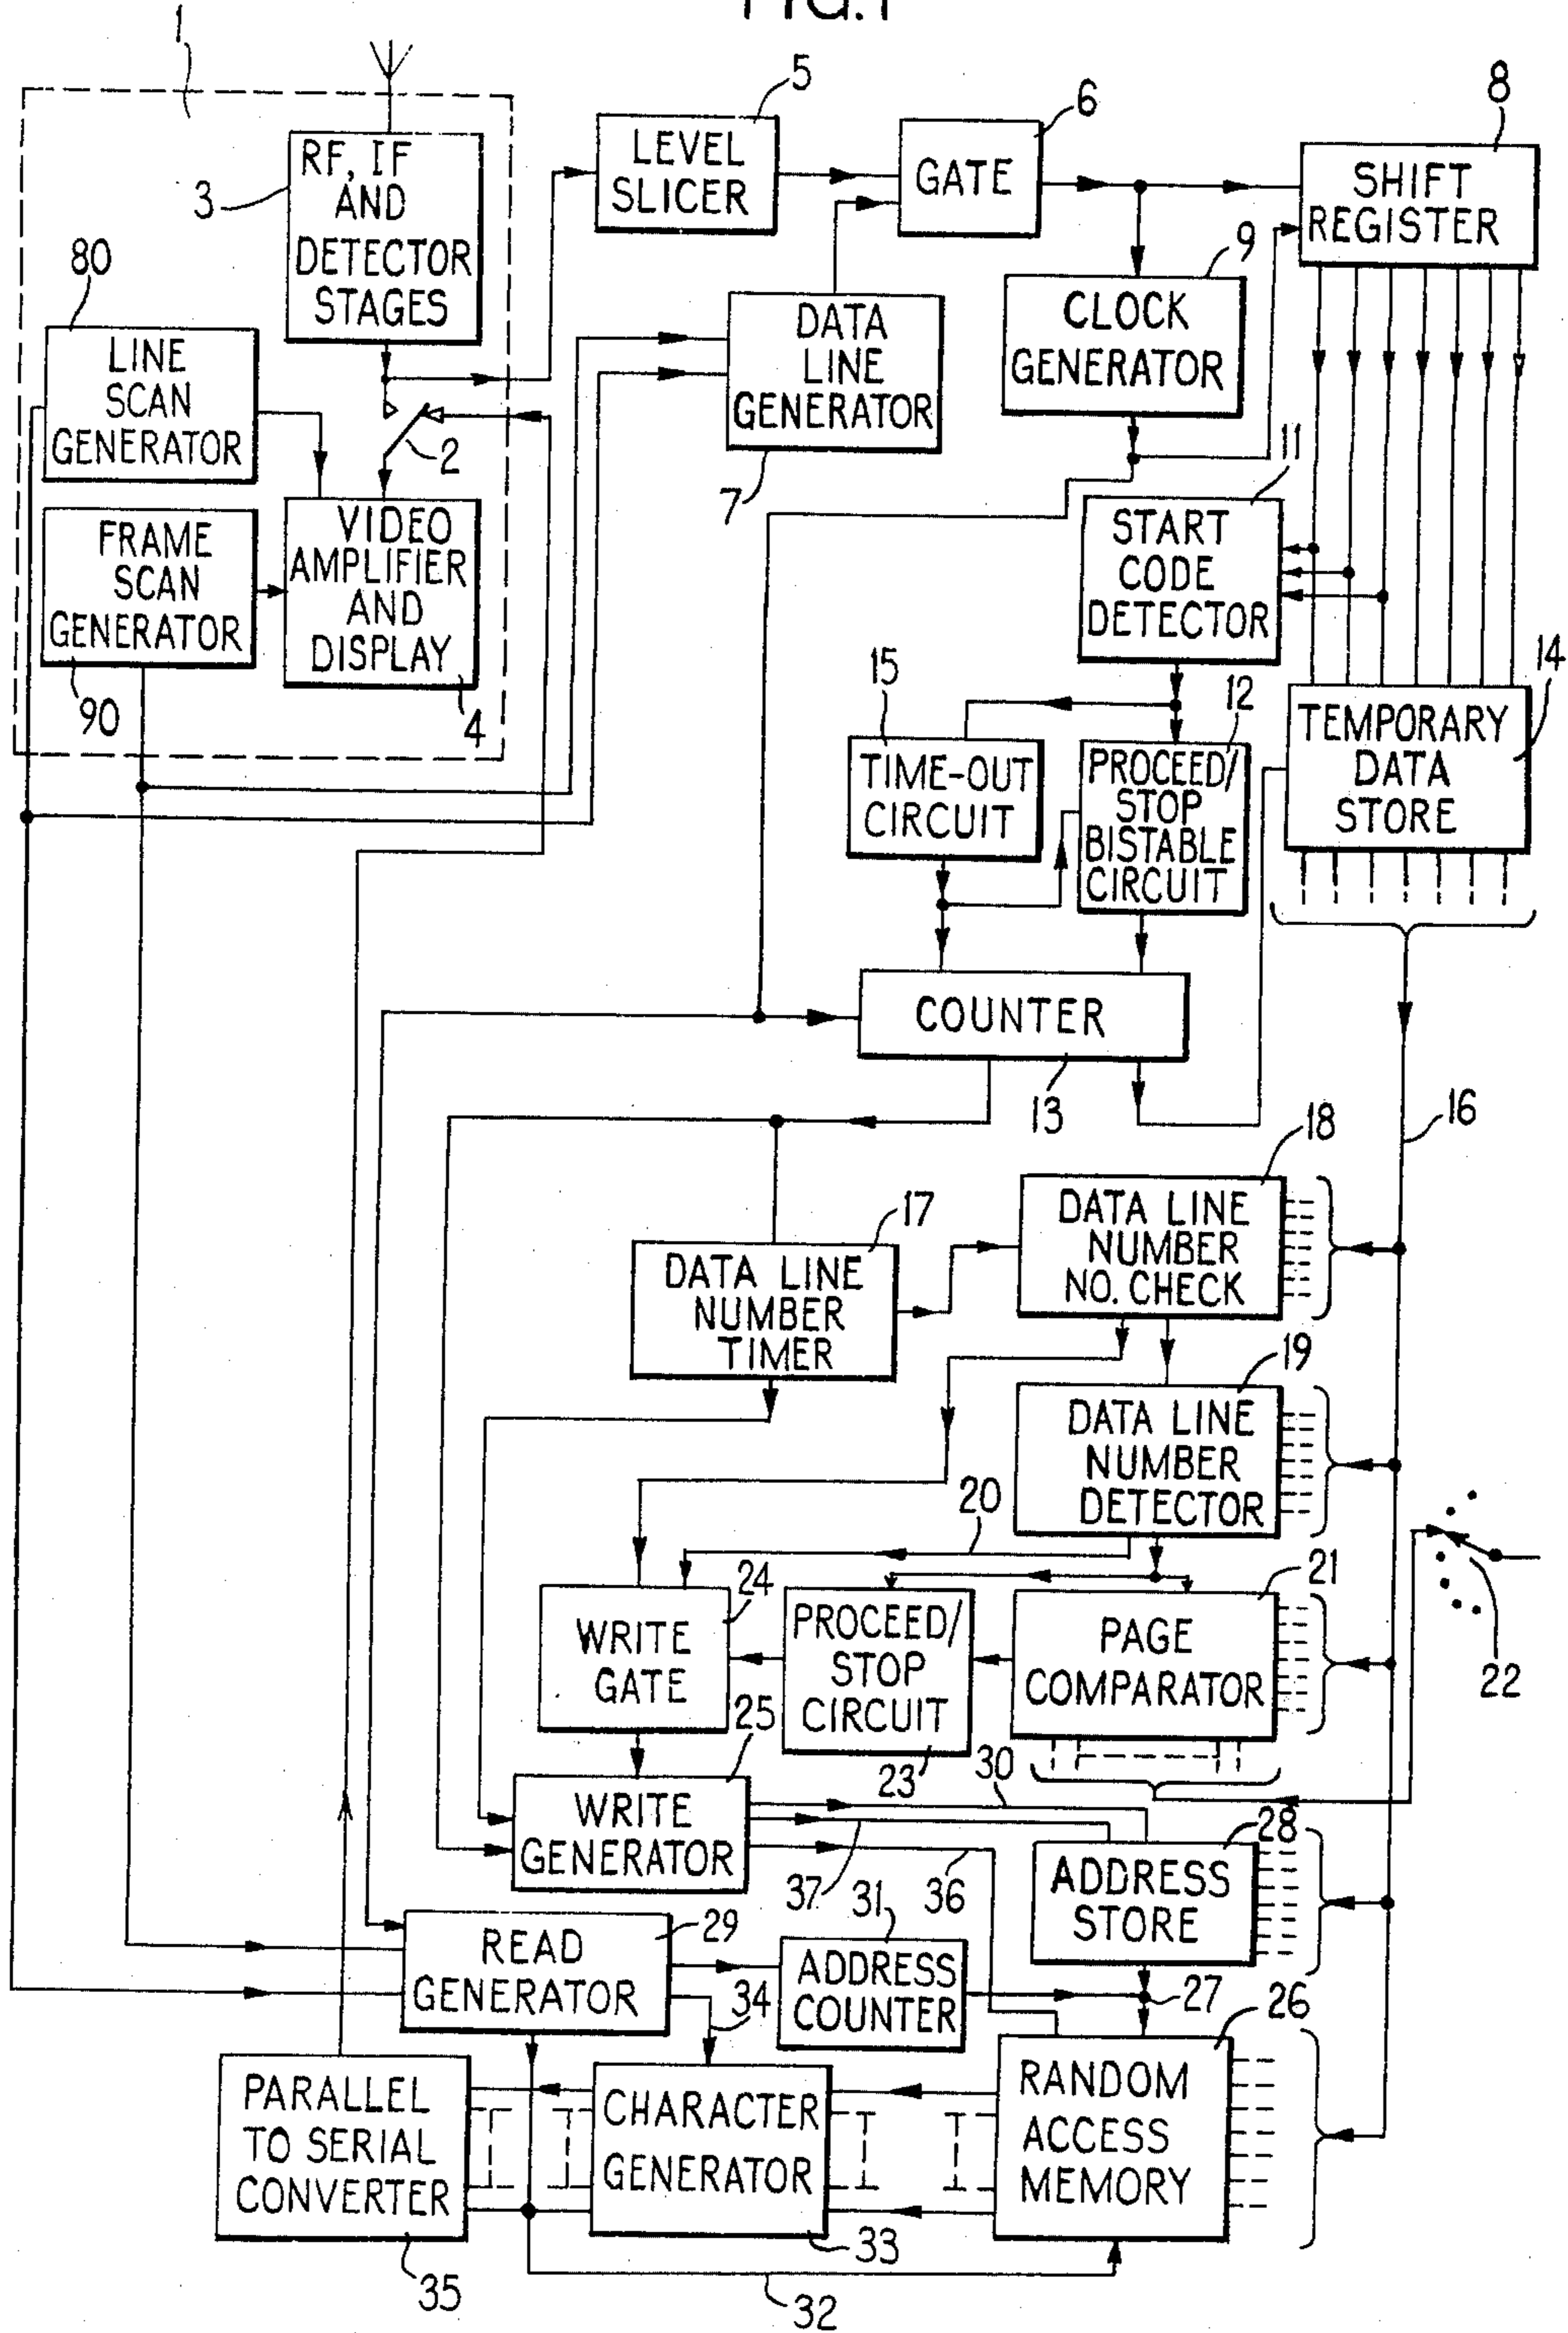 FIG.1
1
5
6
8
RF, IF
AND
DETECTOR
STAGES
3
LEVEL
SLICER
GATE
SHIFT
REGISTER
80
LINE
SCAN
GENERATOR
DATA
LINE
GENERATOR
7
9
CLOCK
GENERATOR
2
11
START
CODE
DETECTOR
FRAME
SCAN
GENERATOR
90
VIDEO
AMPLIFIER
AND
DISPLAY
4
15
TIME-OUT
CIRCUIT
12
PROCEED/
STOP
BISTABLE
CIRCUIT
14
TEMPORARY
DATA
STORE
COUNTER
13
16
17
DATA LINE
NUMBER
TIMER
18
DATA LINE
NUMBER
NO. CHECK
19
DATA LINE
NUMBER
DETECTOR
20
24
WRITE
GATE
PROCEED/
STOP
CIRCUIT
23
21
PAGE
COMPARATOR
22
25
WRITE
GENERATOR
30
37
36
28
ADDRESS
STORE
29
READ
GENERATOR
31
ADDRESS
COUNTER
34
27
26
PARALLEL
TO SERIAL
CONVERTER
35
CHARACTER
GENERATOR
33
RANDOM
ACCESS
MEMORY
32